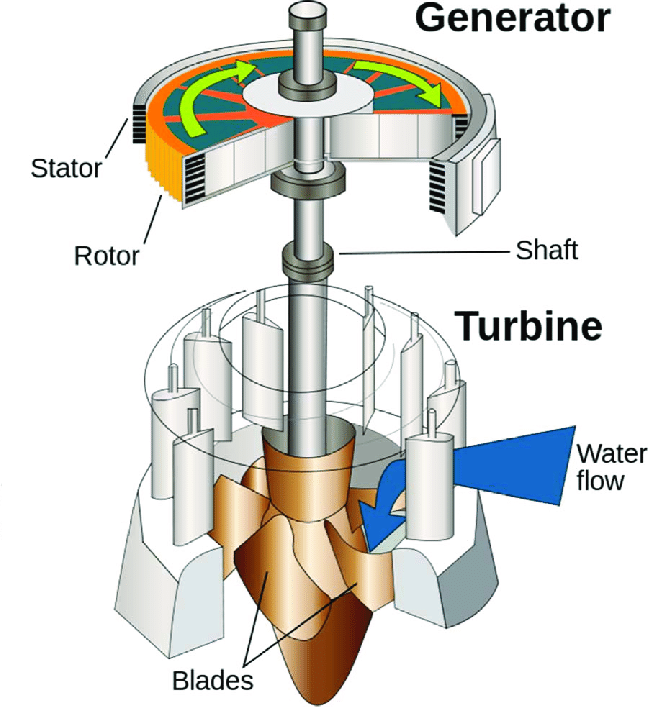 Generator
Stator
Rotor
Shaft
Turbine
Water
flow
Blades